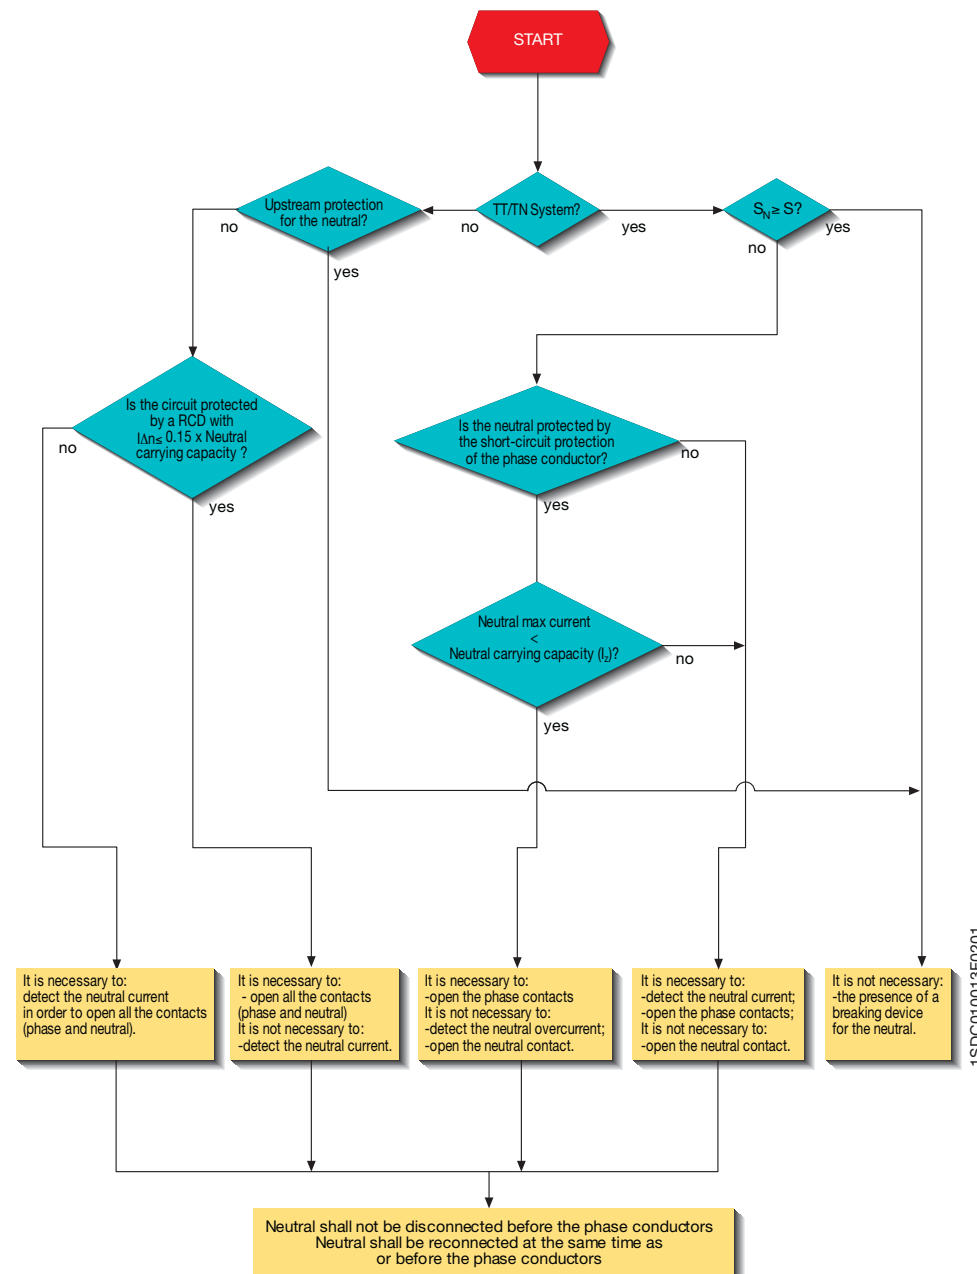 START
Upstream protection
for the neutral?
TT/TN System?
S_N ≥ S?
no
no
yes
yes
yes
no
Is the circuit protected
by a RCD with
IΔn≤ 0.15 x Neutral
carrying capacity ?
no
yes
Is the neutral protected by
the short-circuit protection
of the phase conductor?
no
yes
Neutral max current
<
Neutral carrying capacity (I_z)?
no
yes
It is necessary to:
detect the neutral current
in order to open all the contacts
(phase and neutral).
It is necessary to:
- open all the contacts
(phase and neutral)
It is not necessary to:
-detect the neutral current.
It is necessary to:
-open the phase contacts
It is not necessary to:
-detect the neutral overcurrent;
-open the neutral contact.
It is necessary to:
-detect the neutral current;
-open the phase contacts;
It is not necessary to:
-open the neutral contact.
It is not necessary:
-the presence of a
breaking device
for the neutral.
1SDC010013F0201
Neutral shall not be disconnected before the phase conductors
Neutral shall be reconnected at the same time as
or before the phase conductors